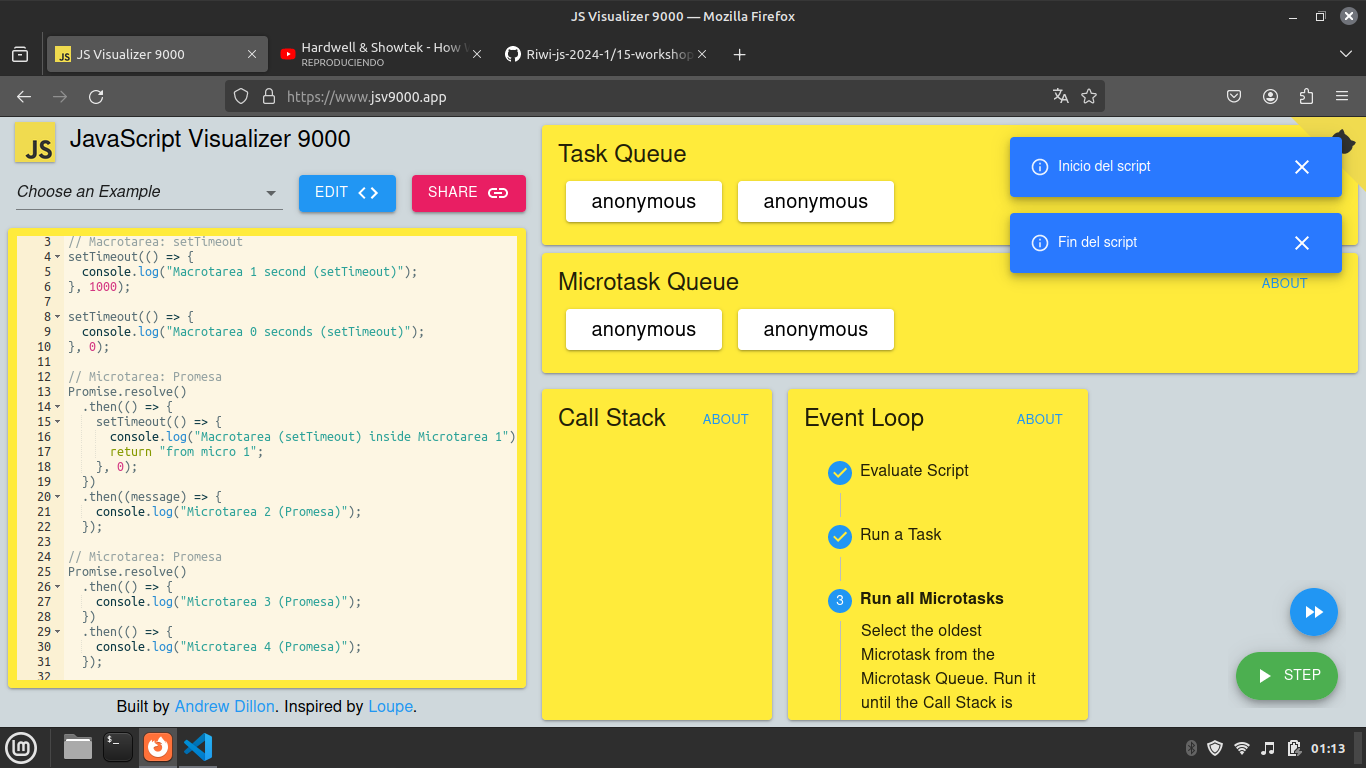 JS Visualizer 9000 — Mozilla Firefox
JS Visualizer 9000
Hardwell & Showtek - How
REPRODUCIENDO
Riwi-js-2024-1/15-workshop
https://www.jsv9000.app
JS
JavaScript Visualizer 9000
Choose an Example
EDIT
SHARE
3 // Macrotarea: setTimeout
4 setTimeout(() => {
5 console.log("Macrotarea 1 second (setTimeout)");
6 }, 1000);
7
8 setTimeout(() => {
9 console.log("Macrotarea 0 seconds (setTimeout)");
10 }, 0);
11
12 // Microtarea: Promesa
13 Promise.resolve()
14 .then(() => {
15 setTimeout(() => {
16 console.log("Macrotarea (setTimeout) inside Microtarea 1")
17 return "from micro 1";
18 }, 0);
19 })
20 .then((message) => {
21 console.log("Microtarea 2 (Promesa)");
22 });
23
24 // Microtarea: Promesa
25 Promise.resolve()
26 .then(() => {
27 console.log("Microtarea 3 (Promesa)");
28 })
29 .then(() => {
30 console.log("Microtarea 4 (Promesa)");
31 });
32
Built by Andrew Dillon. Inspired by Loupe.
Task Queue
anonymous anonymous
Inicio del script
Fin del script
Microtask Queue
ABOUT
anonymous anonymous
Call Stack
ABOUT
Event Loop
ABOUT
Evaluate Script
Run a Task
3 Run all Microtasks
Select the oldest
Microtask from the
Microtask Queue. Run it
until the Call Stack is
STEP
01:13